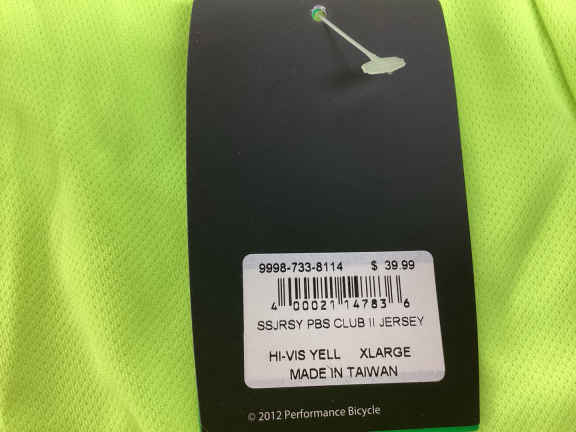 9998-733-8114 $ 39.99
4 00021 14783 6
SSJRSY PBS CLUB II JERSEY
HI-VIS YELL XLARGE
MADE IN TAIWAN
© 2012 Performance Bicycle